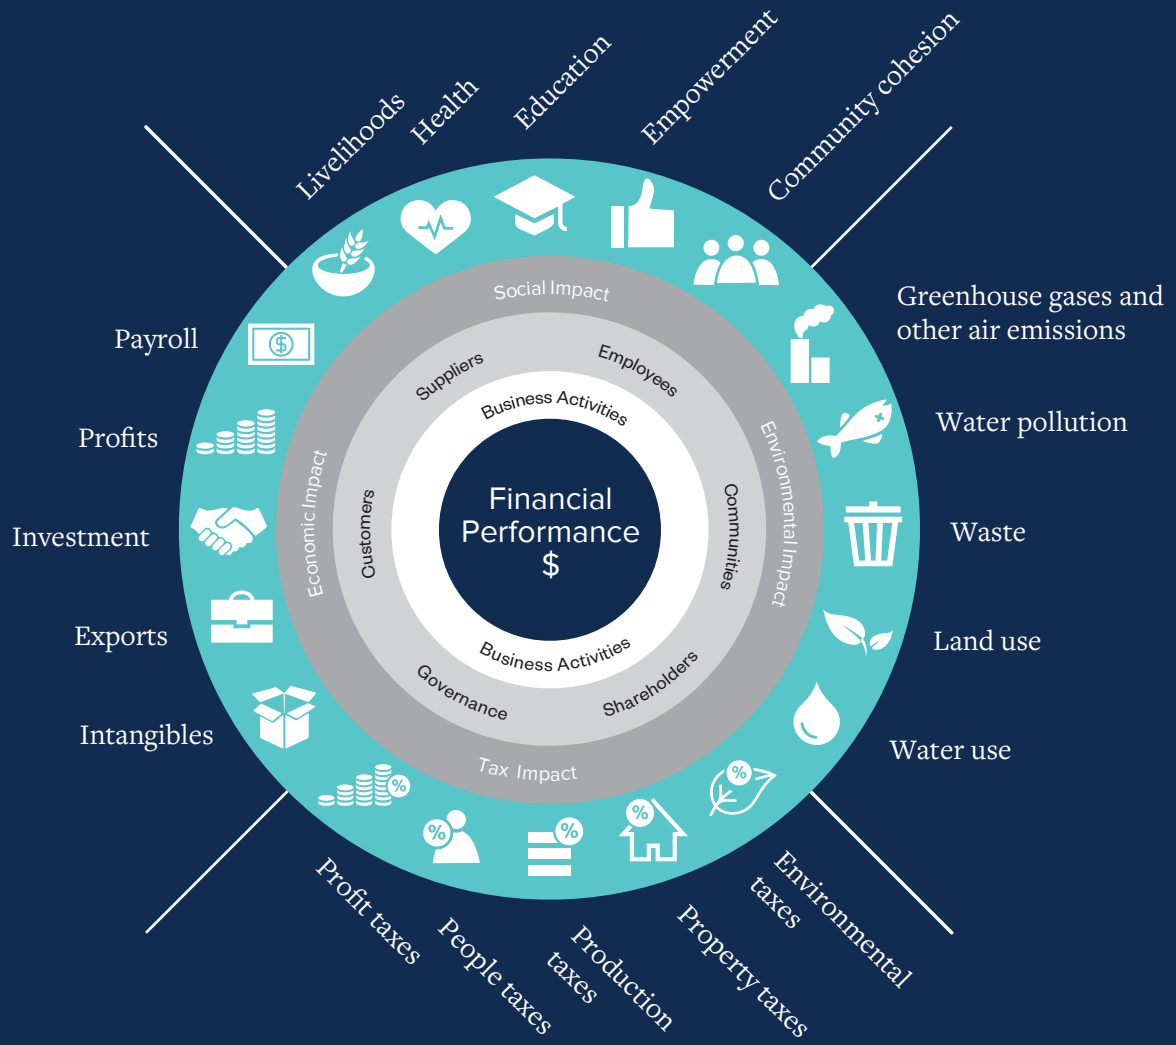 Livelihoods
Health
Education
Empowerment
Community cohesion
Greenhouse gases and
other air emissions
Water pollution
Waste
Land use
Water use
Environmental
taxes
Property taxes
Production
taxes
People taxes
Profit taxes
Intangibles
Exports
Investment
Profits
Payroll
$
Social Impact
Environmental Impact
Tax Impact
Economic Impact
Suppliers
Employees
Communities
Shareholders
Governance
Customers
Business Activities
Financial
Performance
$
Business Activities
%
%
%
%
%